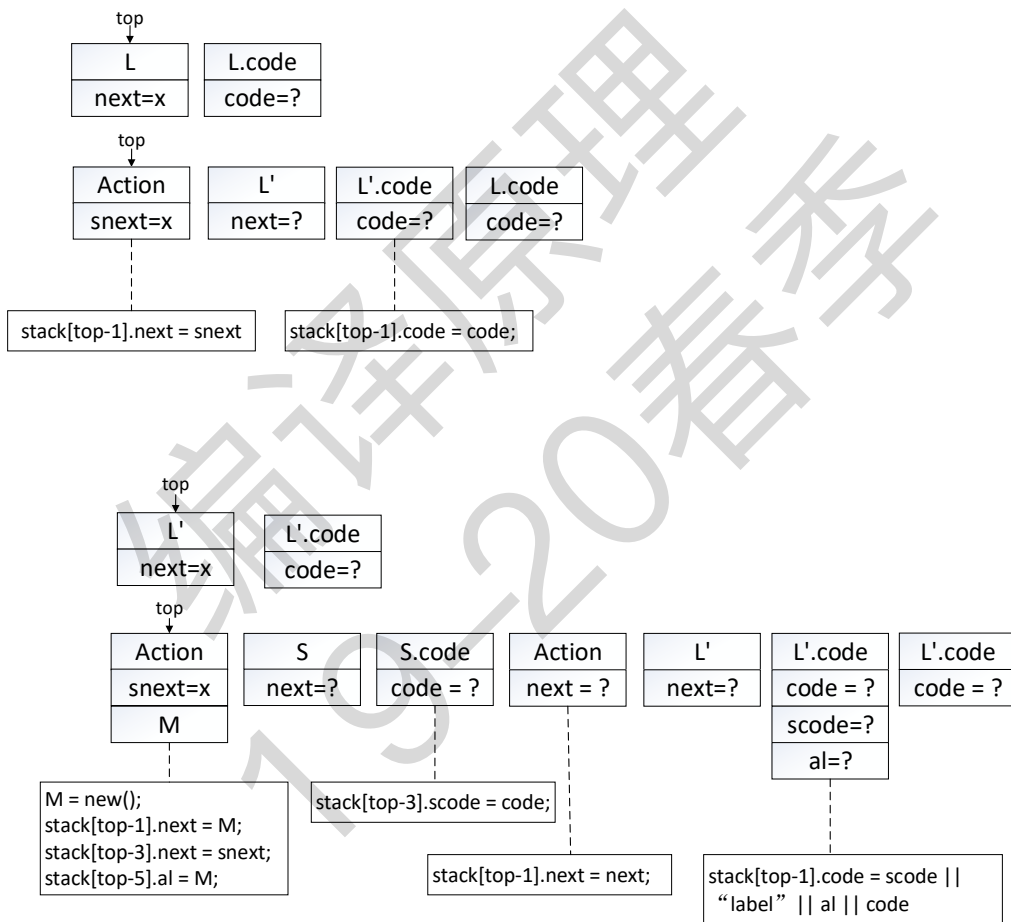 top
L L.code
next=x code=?
top
Action L' L'.code L.code
snext=x next=? code=? code=?
stack[top-1].next = snext stack[top-1].code = code;
top
L' L'.code
next=x code=?
top
Action S S.code Action L' L'.code L'.code
snext=x next=? code = ? next = ? next=? code = ? code = ?
M scode=?
al=?
M = new();
stack[top-1].next = M;
stack[top-3].next = snext;
stack[top-5].al = M;
stack[top-3].scode = code;
stack[top-1].next = next;
stack[top-1].code = scode ||
“label” || al || code
编译原理
19-20春季